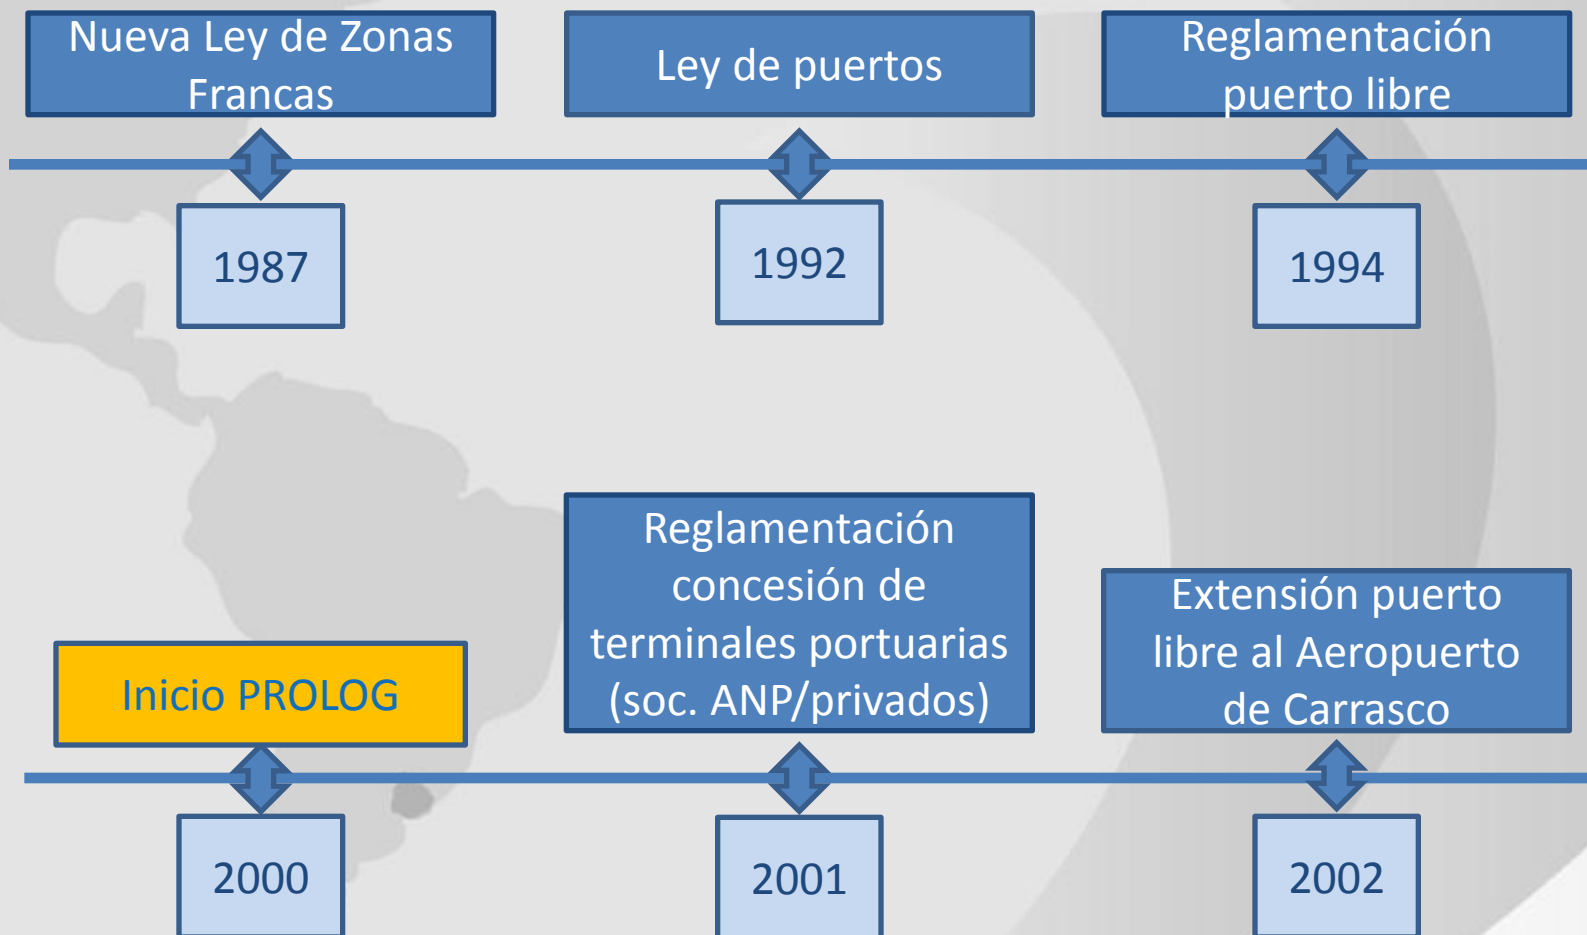 Nueva Ley de Zonas
Francas
Ley de puertos
Reglamentación
puerto libre
1987
1992
1994
Inicio PROLOG
Reglamentación
concesión de
terminales portuarias
(soc. ANP/privados)
Extensión puerto
libre al Aeropuerto
de Carrasco
2000
2001
2002